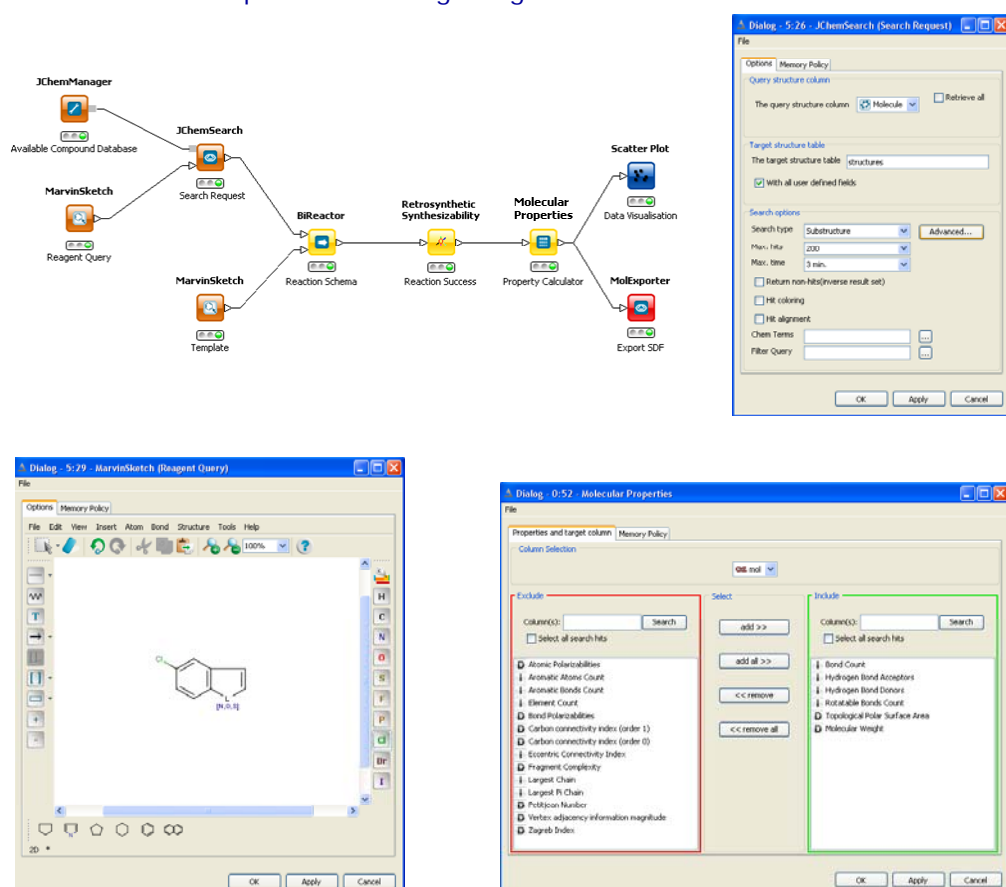 Dialog - 5:26 - JChemSearch (Search Request)
File
Options Memory Policy
Query structure column
The query structure column Molecule Retrieve all
Target structure table
The target structure table structures
With all user defined fields
Search options
Search type Substructure Advanced...
Max. hits 200
Max. time 3 min.
Return non-hits(inverse result set)
Hit coloring
Hit alignment
Chem Terms ...
Filter Query ...
OK Apply Cancel
JChemManager
Available Compound Database
JChemSearch
Search Request
MarvinSketch
Reagent Query
BiReactor
Reaction Schema
MarvinSketch
Template
Retrosynthetic
Synthesizability
Reaction Success
Molecular
Properties
Property Calculator
Scatter Plot
Data Visualisation
MolExporter
Export SDF
Dialog - 5:29 - MarvinSketch (Reagent Query)
File
Options Memory Policy
File Edit View Insert Atom Bond Structure Tools Help
100%
T
H
C
N
O
S
F
P
Cl
Br
I
Cl
L
[N,O,S]
N
2D
OK Apply Cancel
Dialog - 0:52 - Molecular Properties
File
Properties and target column Memory Policy
Column Selection
mol
Exclude
Column(s): Search
Select all search hits
D Atomic Polarizabilities
I Aromatic Atoms Count
I Aromatic Bonds Count
I Element Count
D Bond Polarizabilities
D Carbon connectivity index (order 1)
D Carbon connectivity index (order 0)
I Eccentric Connectivity Index
D Fragment Complexity
I Largest Chain
I Largest Pi Chain
D Petitjean Number
D Vertex adjacency information magnitude
D Zagreb Index
Select
add >>
add all >>
<< remove
<< remove all
Include
Column(s): Search
Select all search hits
I Bond Count
I Hydrogen Bond Acceptors
I Hydrogen Bond Donors
I Rotatable Bonds Count
D Topological Polar Surface Area
D Molecular Weight
OK Apply Cancel